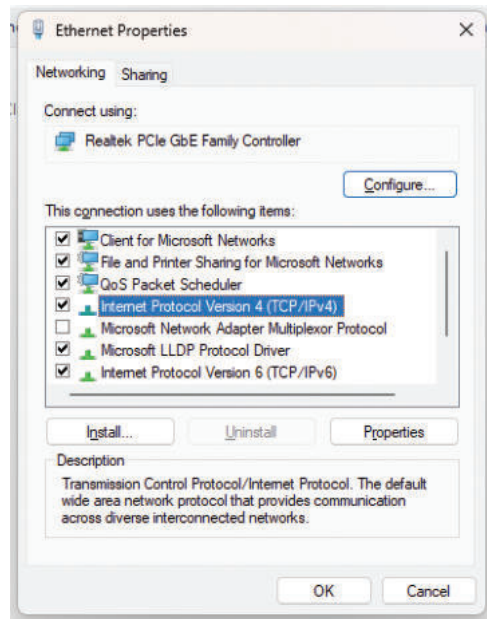 Ethernet Properties
Networking Sharing
Connect using:
Realtek PCIe GbE Family Controller
Configure...
This connection uses the following items:
Client for Microsoft Networks
File and Printer Sharing for Microsoft Networks
QoS Packet Scheduler
Internet Protocol Version 4 (TCP/IPv4)
Microsoft Network Adapter Multiplexor Protocol
Microsoft LLDP Protocol Driver
Internet Protocol Version 6 (TCP/IPv6)
Install... Uninstall Properties
Description
Transmission Control Protocol/Internet Protocol. The default
wide area network protocol that provides communication
across diverse interconnected networks.
OK Cancel